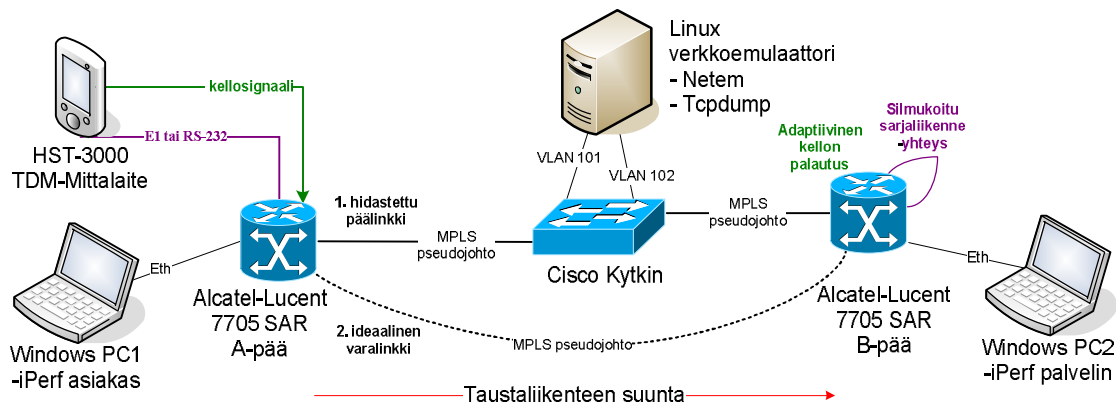 Linux
verkkoemulaattori
- Netem
- Tcpdump
kellosignaali
E1 tai RS-232
HST-3000
TDM-Mittalaite
VLAN 101
VLAN 102
Adaptiivinen
kellon
palautus
Silmukoitu
sarjaliikenne
-yhteys
1. hidastettu
päälinkki
MPLS
pseudojohto
MPLS
pseudojohto
Cisco Kytkin
Eth
Eth
Alcatel-Lucent
7705 SAR
A-pää
2. ideaalinen
varalinkki
MPLS pseudojohto
Alcatel-Lucent
7705 SAR
B-pää
Windows PC1
-iPerf asiakas
Windows PC2
-iPerf palvelin
Taustaliikenteen suunta